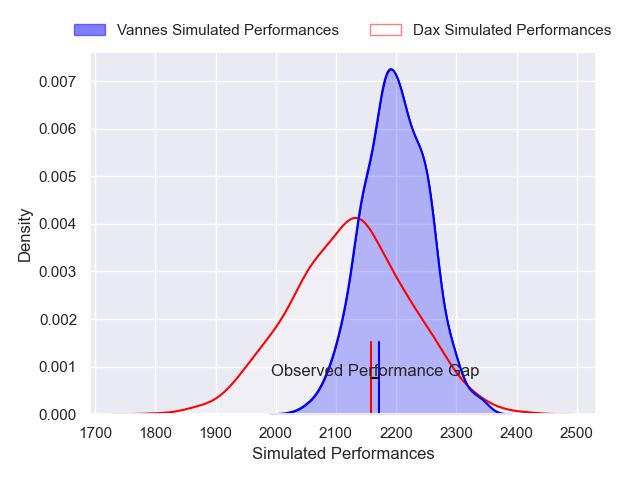 Vannes Simulated Performances
Dax Simulated Performances
0.007
0.006
0.005
0.004
0.003
0.002
0.001
0.000
Density
Observed Performance Gap
1700 1800 1900 2000 2100 2200 2300 2400 2500
Simulated Performances